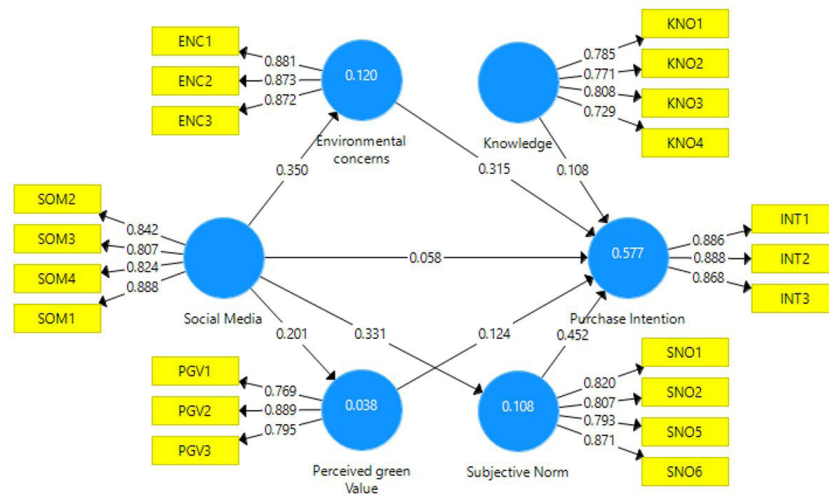 ENC1
ENC2
ENC3
0.881
0.873
0.872
0.120
Environmental
concerns
KNO1
KNO2
KNO3
KNO4
0.785
0.771
0.808
0.729
Knowledge
0.350
0.315
0.108
SOM2
SOM3
SOM4
SOM1
0.842
0.807
0.824
0.888
Social Media
0.058
0.577
Purchase Intention
0.886
0.888
0.868
INT1
INT2
INT3
0.201
0.331
0.124
0.452
PGV1
PGV2
PGV3
0.769
0.889
0.795
0.038
Perceived green
Value
0.108
Subjective Norm
0.820
0.807
0.793
0.871
SNO1
SNO2
SNO5
SNO6